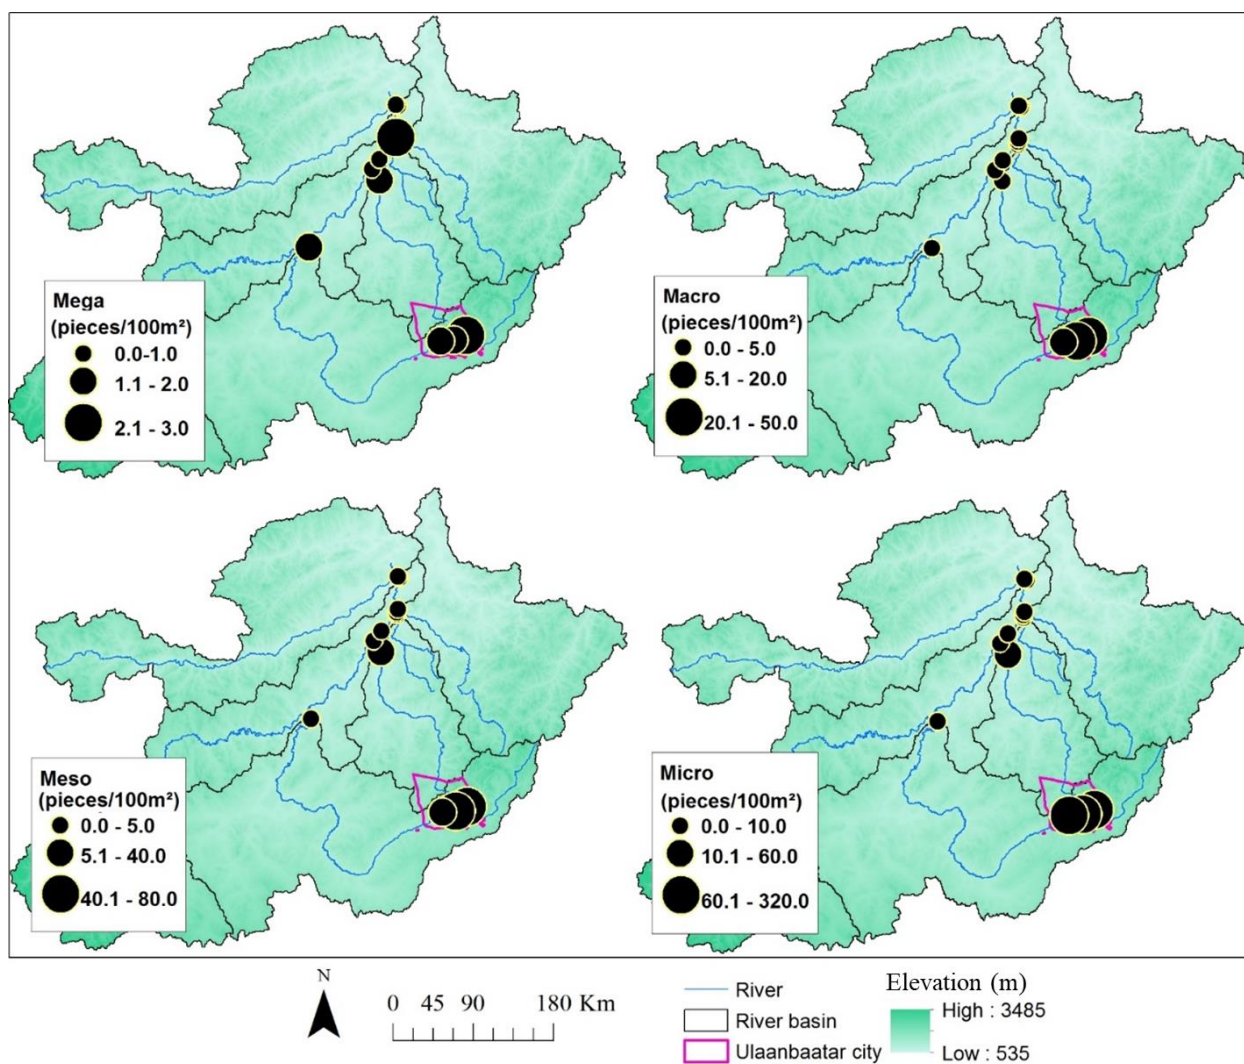 Mega
(pieces/100m²)
0.0-1.0
1.1 - 2.0
2.1 - 3.0
Macro
(pieces/100m²)
0.0 - 5.0
5.1 - 20.0
20.1 - 50.0
Meso
(pieces/100m²)
0.0 - 5.0
5.1 - 40.0
40.1 - 80.0
Micro
(pieces/100m²)
0.0 - 10.0
10.1 - 60.0
60.1 - 320.0
N
0 45 90 180 Km
River
River basin
Ulaanbaatar city
Elevation (m)
High : 3485
Low : 535